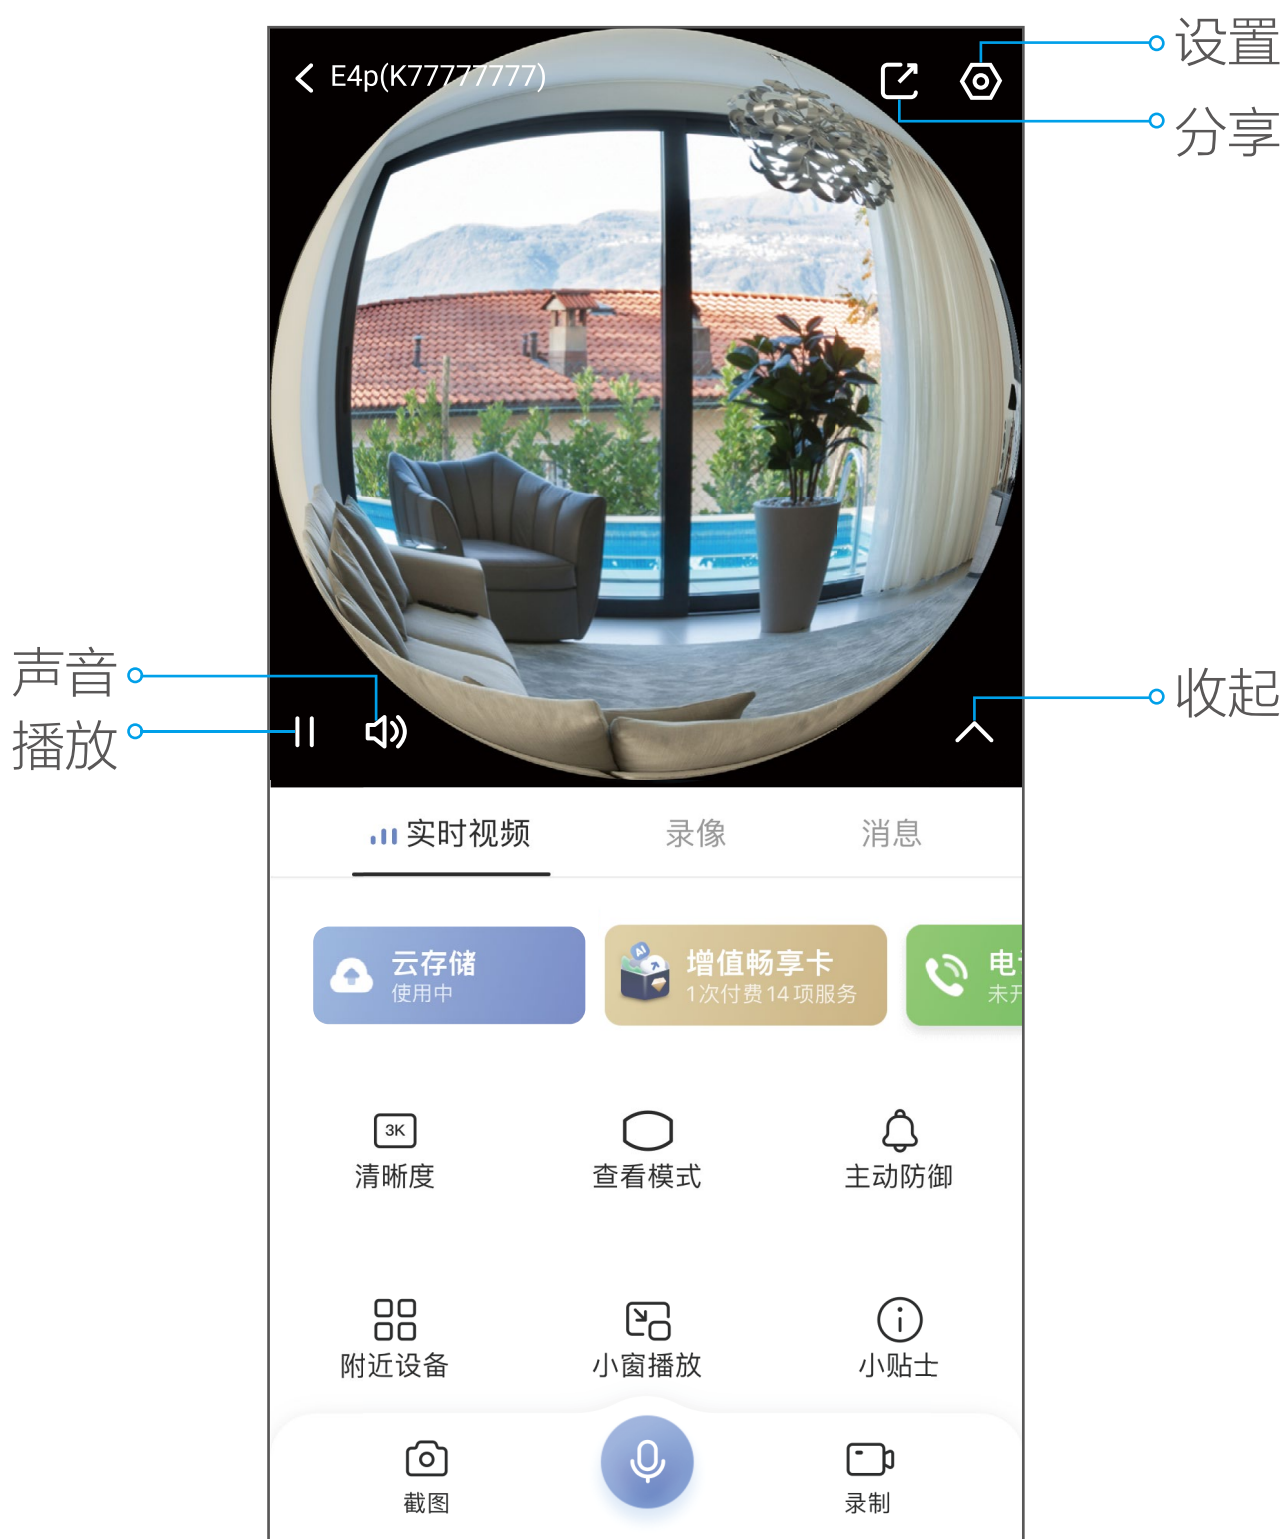 设置
E4p(K77777777)
分享
声音
收起
播放
实时视频 录像 消息
云存储 增值畅享卡 电
使用中 1次付费14项服务 未开
3K
清晰度 查看模式 主动防御
附近设备 小窗播放 小贴士
截图 录制